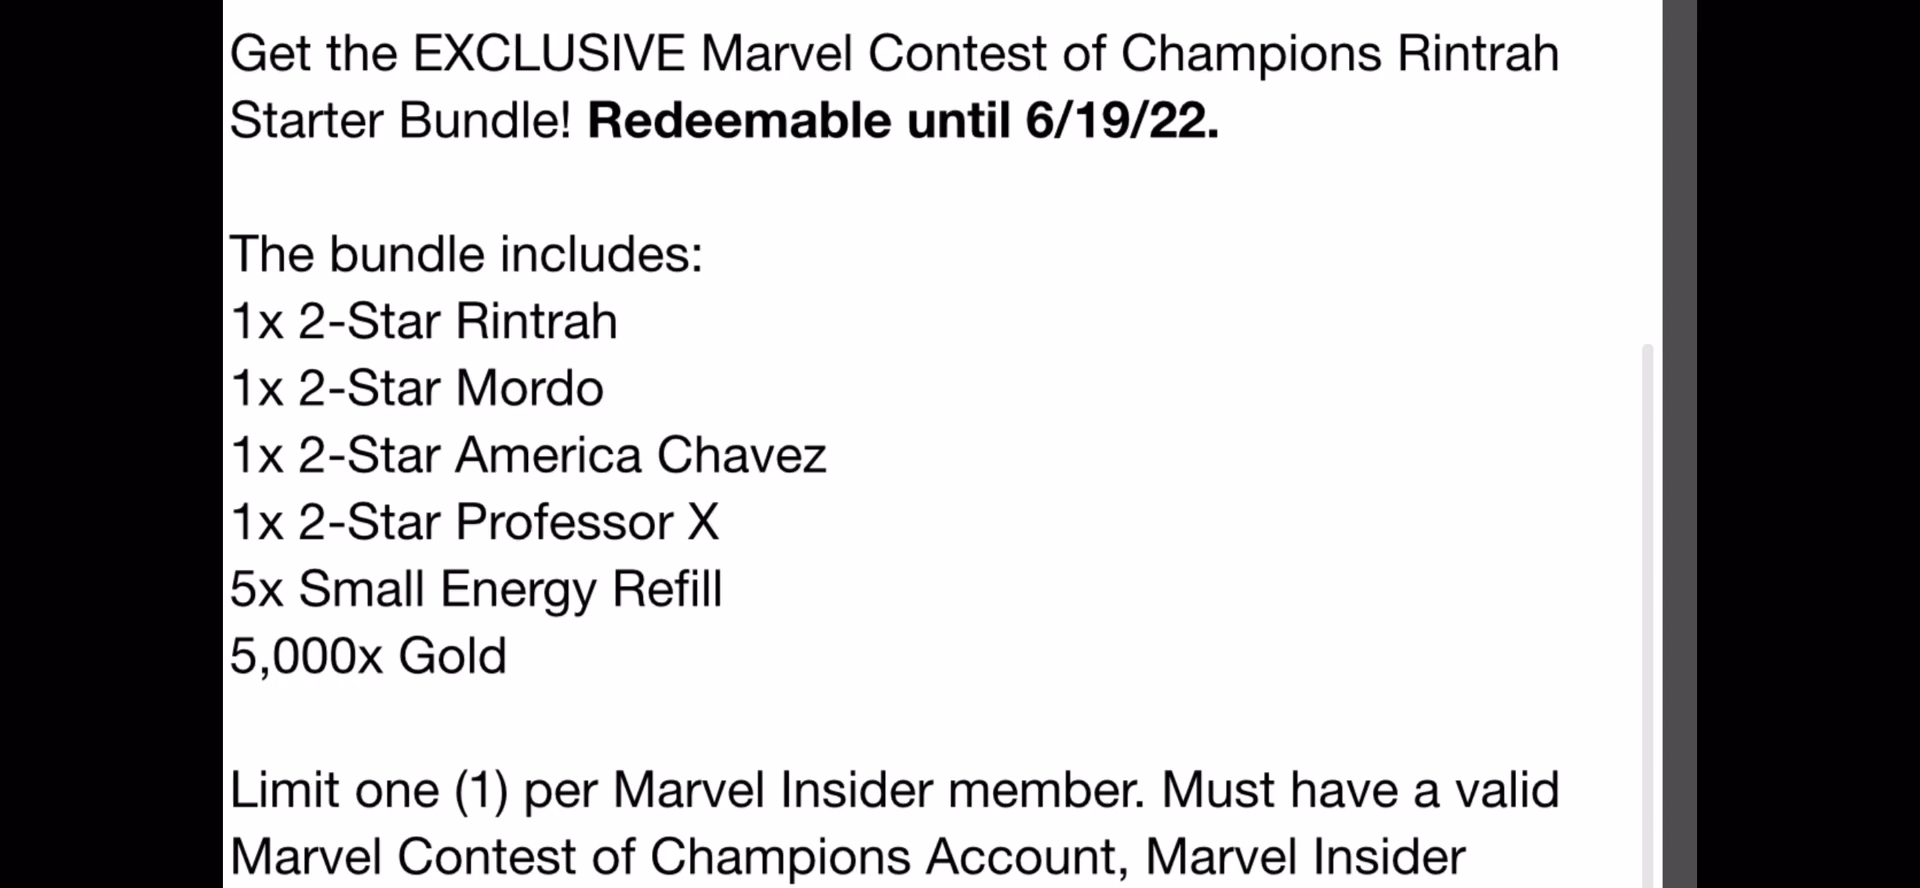 Get the EXCLUSIVE Marvel Contest of Champions Rintrah
Starter Bundle! Redeemable until 6/19/22.
The bundle includes:
1x 2-Star Rintrah
1x 2-Star Mordo
1x 2-Star America Chavez
1x 2-Star Professor X
5x Small Energy Refill
5,000x Gold
Limit one (1) per Marvel Insider member. Must have a valid
Marvel Contest of Champions Account, Marvel Insider